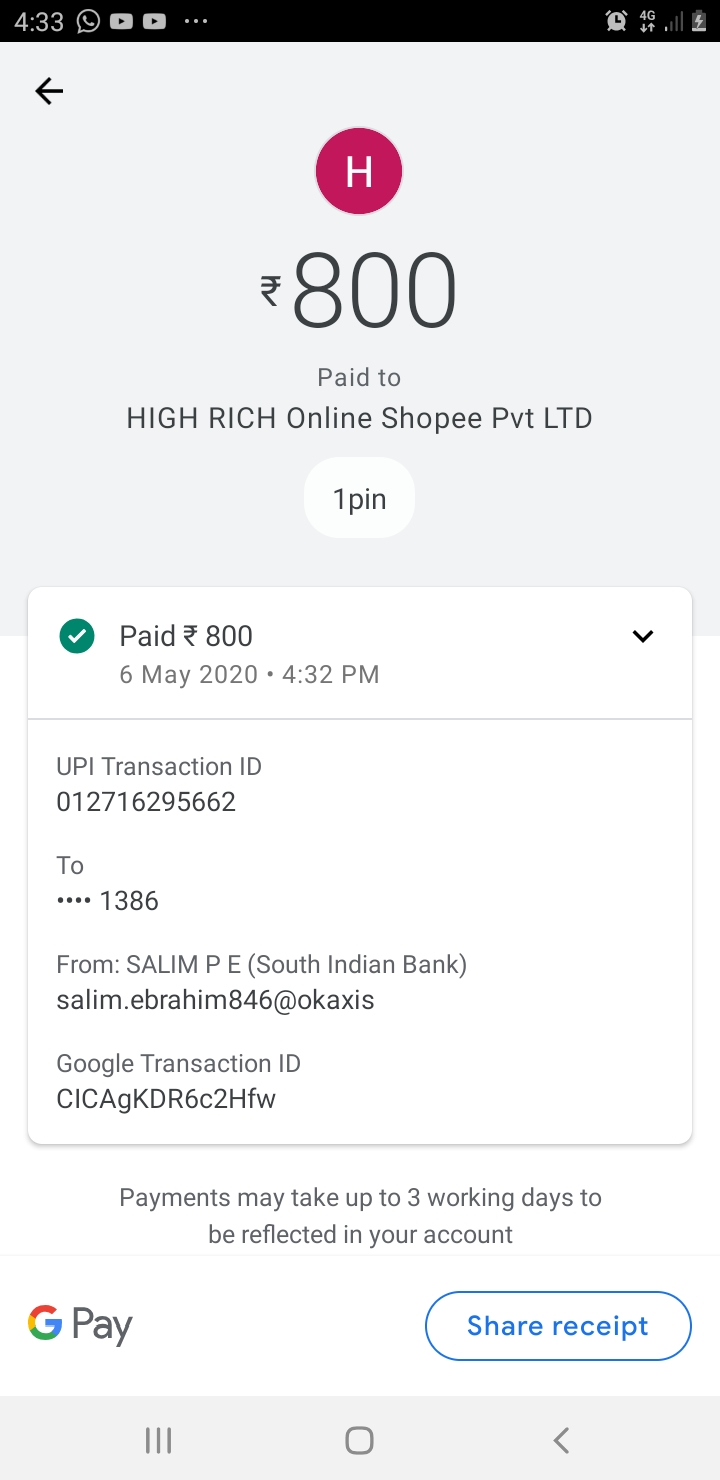 4:33
4G
H
₹800
Paid to
HIGH RICH Online Shopee Pvt LTD
1pin
Paid ₹ 800
6 May 2020 • 4:32 PM
UPI Transaction ID
012716295662
To
•••• 1386
From: SALIM P E (South Indian Bank)
salim.ebrahim846@okaxis
Google Transaction ID
CICAgKDR6c2Hfw
Payments may take up to 3 working days to
be reflected in your account
G Pay
Share receipt